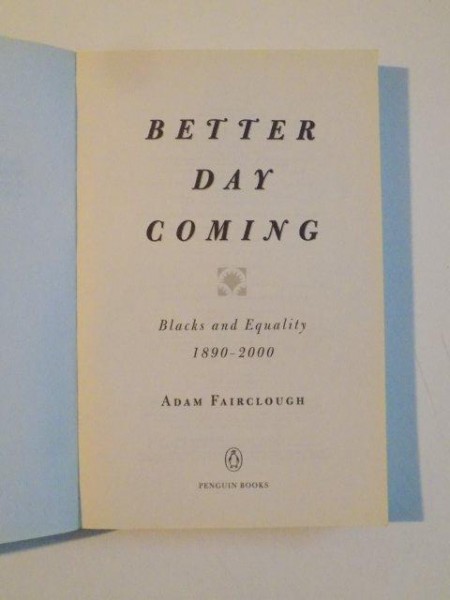 BETTER
DAY
COMING
Blacks and Equality
1890-2000
ADAM FAIRCLOUGH
PENGUIN BOOKS